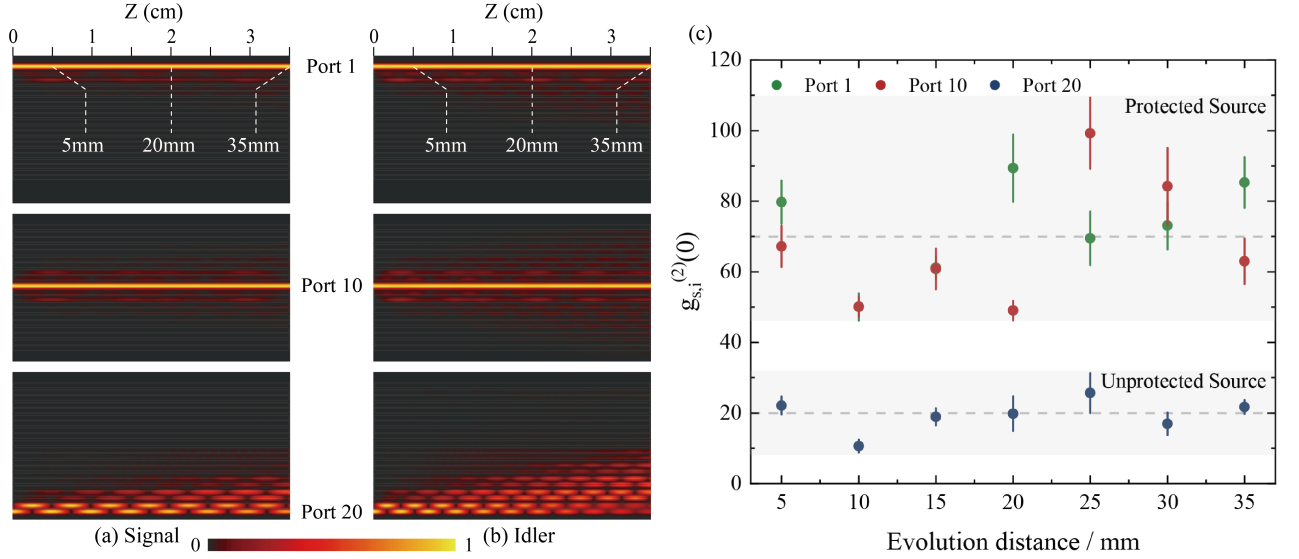 Z (cm)
0 1 2 3
5mm 20mm 35mm
Port 1
Port 10
Port 20
(a) Signal
Z (cm)
0 1 2 3
5mm 20mm 35mm
(b) Idler
0 1
(c)
g_{s,i}^{(2)}(0)
120
100
80
60
40
20
0
Port 1 Port 10 Port 20
Protected Source
Unprotected Source
5 10 15 20 25 30 35
Evolution distance / mm